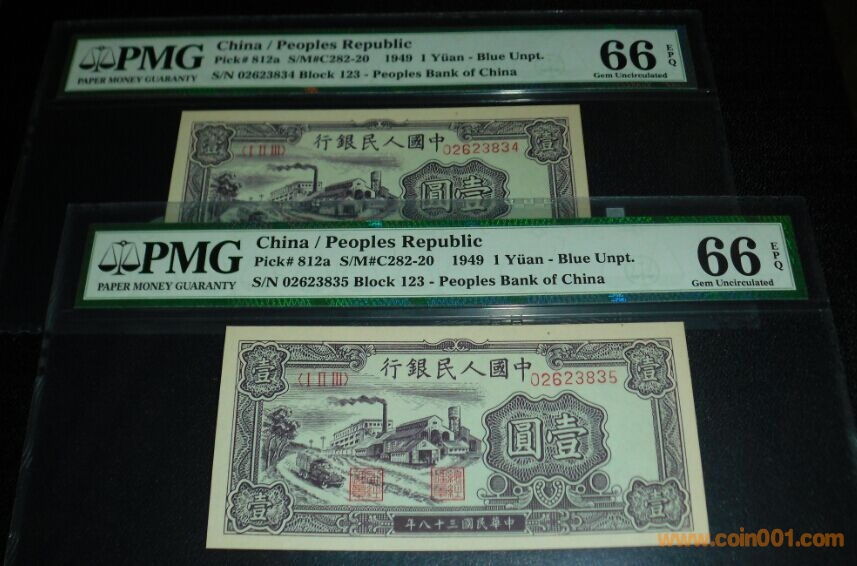 PMG
PAPER MONEY GUARANTY
China / Peoples Republic
Pick# 812a S/M#C282-20 1949 1 Yüan - Blue Unpt.
S/N 02623834 Block 123 - Peoples Bank of China
66 EPQ
Gem Uncirculated
壹
行銀民人國中
壹
〈I II III〉
02623834
圓壹
PMG
PAPER MONEY GUARANTY
China / Peoples Republic
Pick# 812a S/M#C282-20 1949 1 Yüan - Blue Unpt.
S/N 02623835 Block 123 - Peoples Bank of China
66 EPQ
Gem Uncirculated
壹
行銀民人國中
壹
〈I II III〉
02623835
圓壹
壹
年八十三國民華中
壹
www.coin001.com